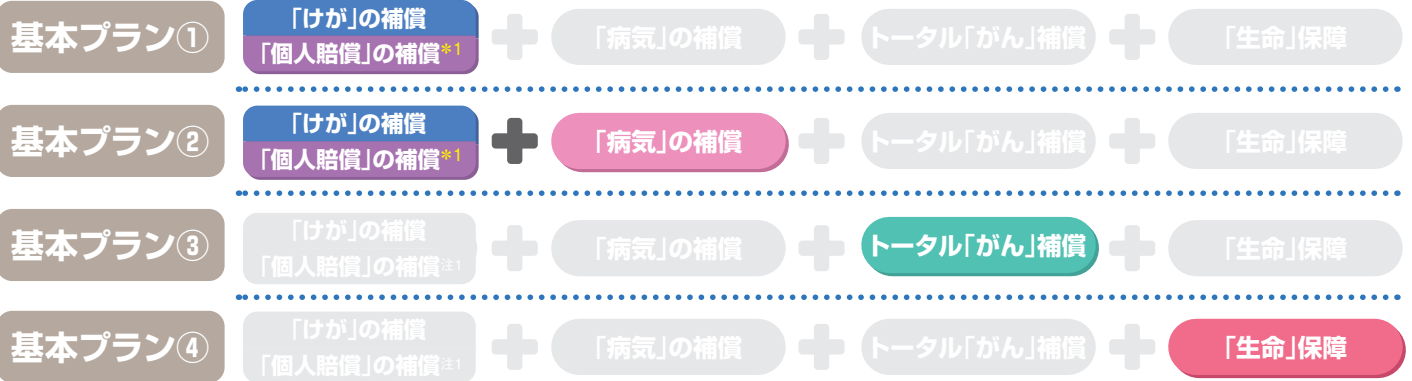 基本プラン①
「けが」の補償
「個人賠償」の補償*1
+
「病気」の補償
+
トータル「がん」補償
+
「生命」保障
基本プラン②
「けが」の補償
「個人賠償」の補償*1
+
「病気」の補償
+
トータル「がん」補償
+
「生命」保障
基本プラン③
「けが」の補償
「個人賠償」の補償注1
+
「病気」の補償
+
トータル「がん」補償
+
「生命」保障
基本プラン④
「けが」の補償
「個人賠償」の補償注1
+
「病気」の補償
+
トータル「がん」補償
+
「生命」保障